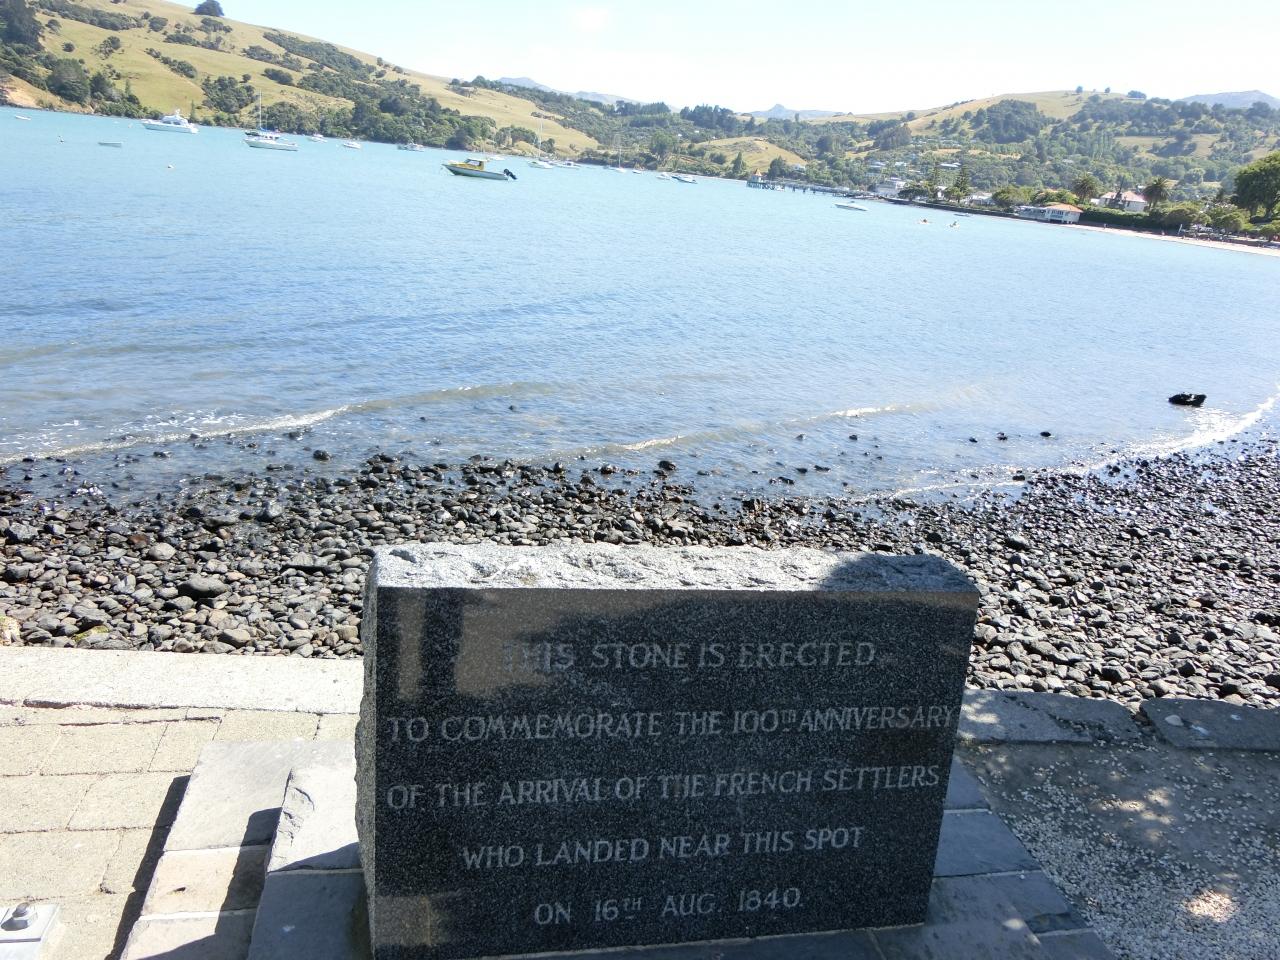 THIS STONE IS ERECTED
TO COMMEMORATE THE 100TH ANNIVERSARY
OF THE ARRIVAL OF THE FRENCH SETTLERS
WHO LANDED NEAR THIS SPOT
ON 16TH AUG. 1840.